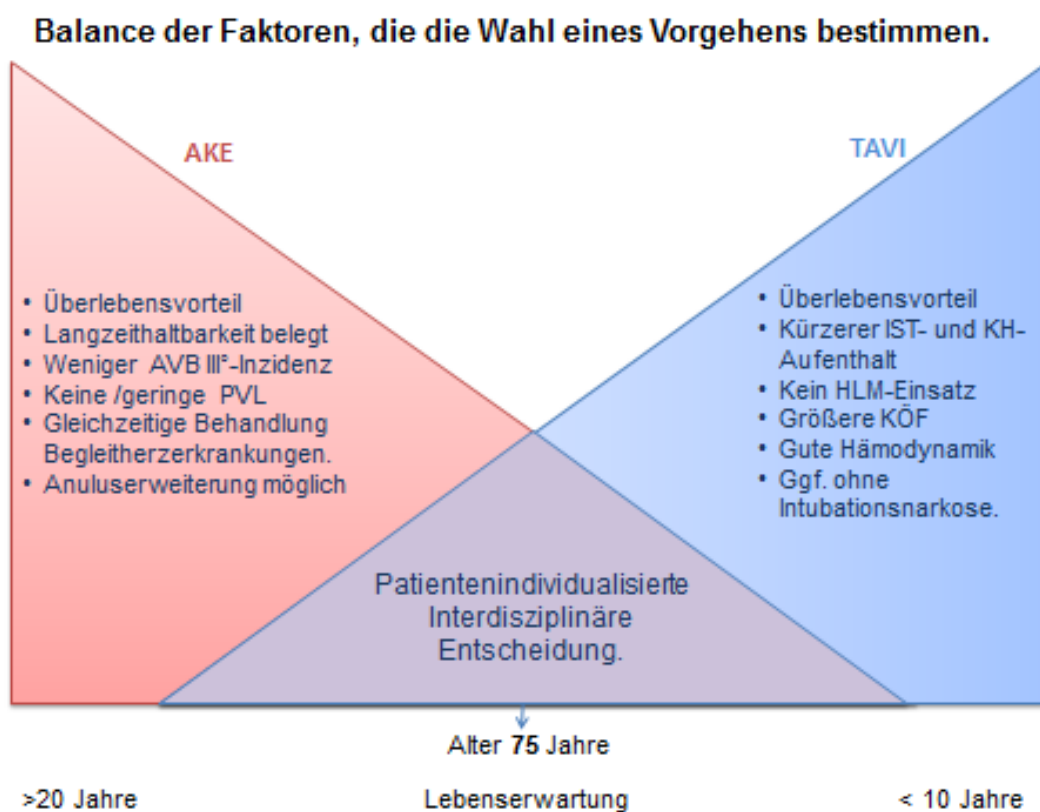 Balance der Faktoren, die die Wahl eines Vorgehens bestimmen.
AKE
TAVI
• Überlebensvorteil
• Langzeithaltbarkeit belegt
• Weniger AVB III°-Inzidenz
• Keine /geringe PVL
• Gleichzeitige Behandlung
Begleitherzerkrankungen.
• Anuluserweiterung möglich
• Überlebensvorteil
• Kürzerer IST- und KH-
Aufenthalt
• Kein HLM-Einsatz
• Größere KÖF
• Gute Hämodynamik
• Ggf. ohne
Intubationsnarkose.
Patientenindividualisierte
Interdisziplinäre
Entscheidung.
Alter 75 Jahre
>20 Jahre Lebenserwartung < 10 Jahre